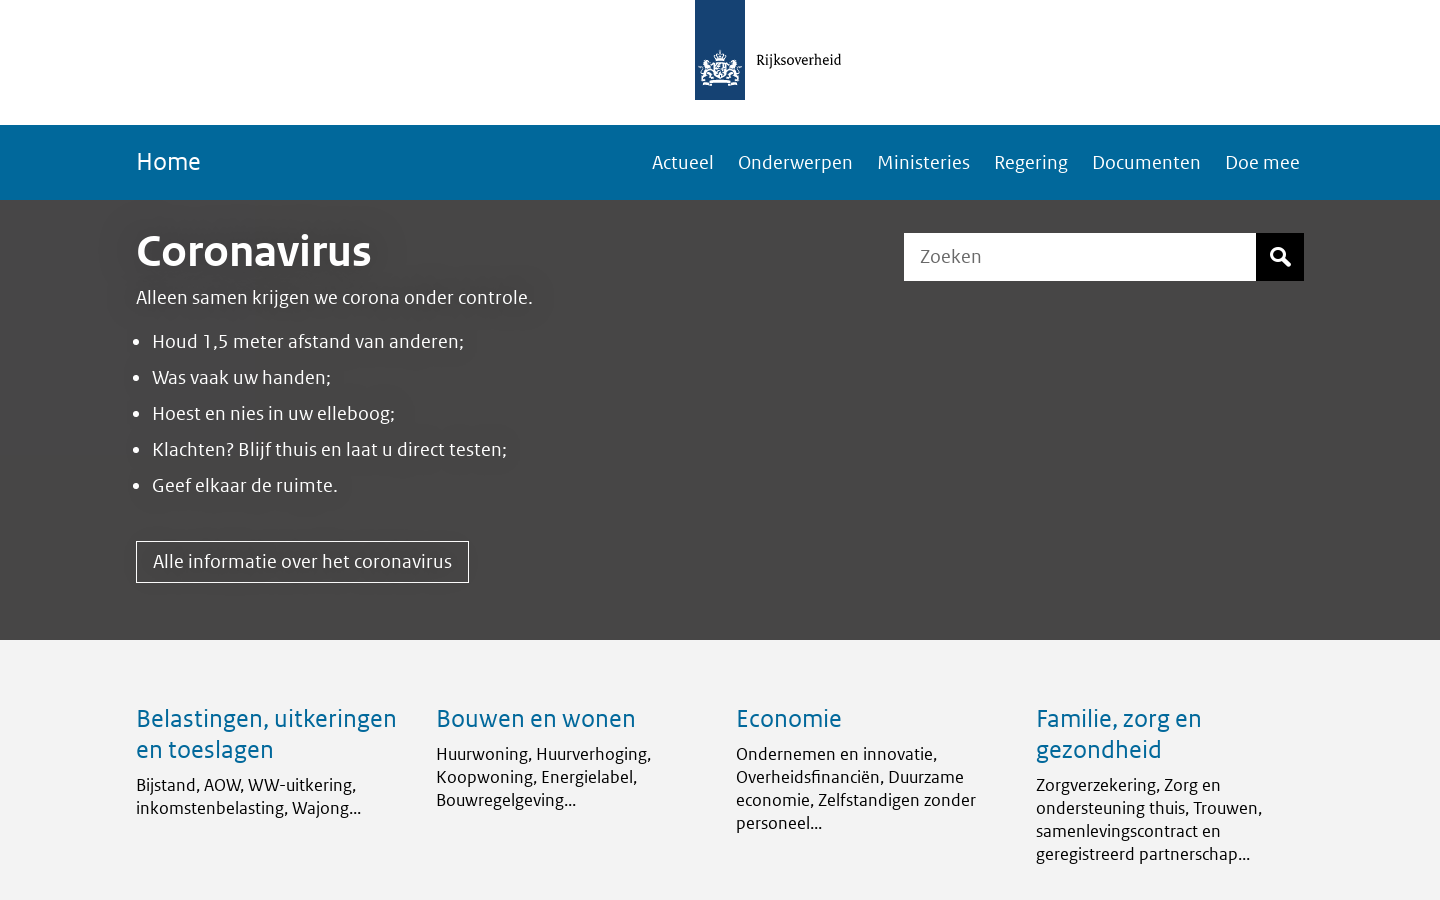 Rijksoverheid
Home
Actueel
Onderwerpen
Ministeries
Regering
Documenten
Doe mee
Coronavirus
Zoeken
Alleen samen krijgen we corona onder controle.
Houd 1,5 meter afstand van anderen;
Was vaak uw handen;
Hoest en nies in uw elleboog;
Klachten? Blijf thuis en laat u direct testen;
Geef elkaar de ruimte.
Alle informatie over het coronavirus
Belastingen, uitkeringen
en toeslagen
Bijstand, AOW, WW-uitkering,
inkomstenbelasting, Wajong...
Bouwen en wonen
Huurwoning, Huurverhoging,
Koopwoning, Energielabel,
Bouwregelgeving...
Economie
Ondernemen en innovatie,
Overheidsfinanciën, Duurzame
economie, Zelfstandigen zonder
personeel...
Familie, zorg en
gezondheid
Zorgverzekering, Zorg en
ondersteuning thuis, Trouwen,
samenlevingscontract en
geregistreerd partnerschap...